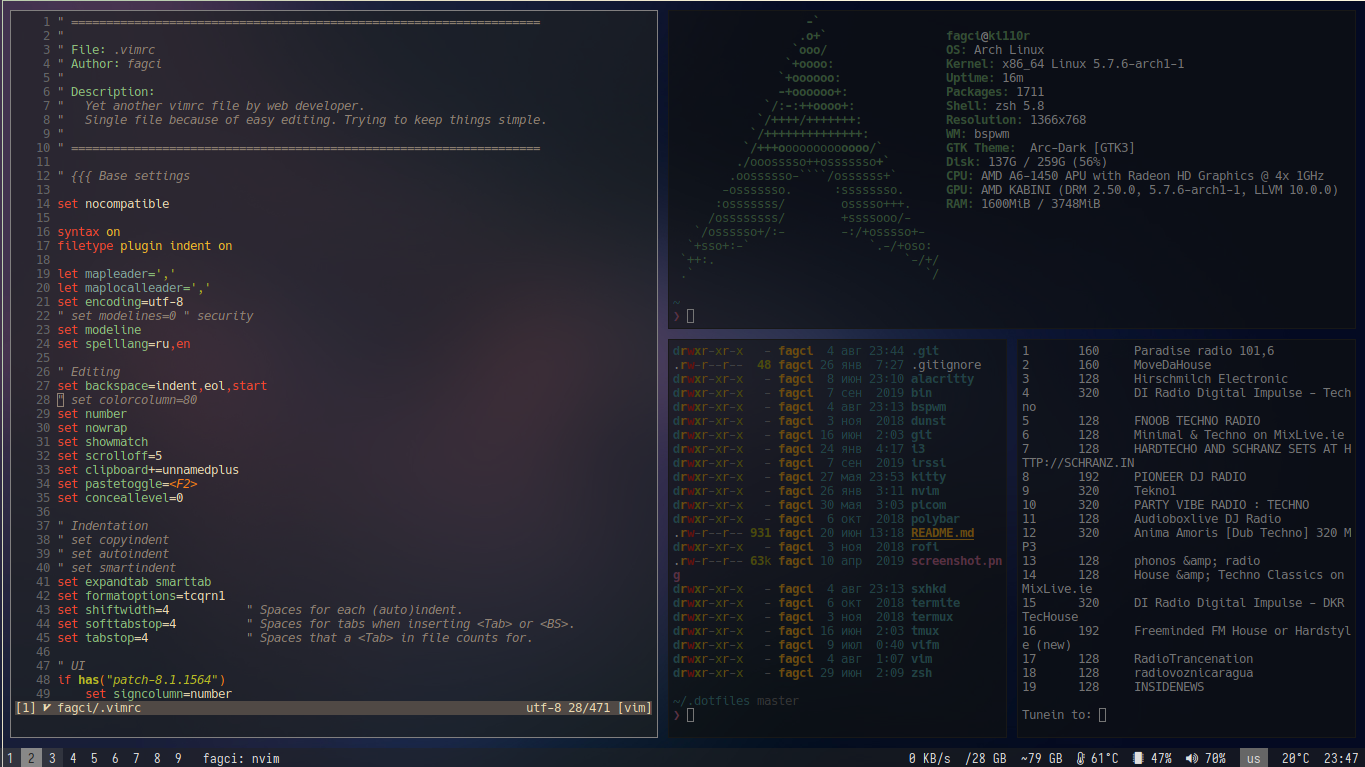 1 " ===================================================================
2 "
3 " File: .vimrc
4 " Author: fagci
5 "
6 " Description:
7 "   Yet another vimrc file by web developer.
8 "   Single file because of easy editing. Trying to keep things simple.
9 "
10 " ===================================================================
11
12 " {{{ Base settings
13
14 set nocompatible
15
16 syntax on
17 filetype plugin indent on
18
19 let mapleader=','
20 let maplocalleader=','
21 set encoding=utf-8
22 " set modelines=0 " security
23 set modeline
24 set spelllang=ru,en
25
26 " Editing
27 set backspace=indent,eol,start
28 " set colorcolumn=80
29 set number
30 set nowrap
31 set showmatch
32 set scrolloff=5
33 set clipboard+=unnamedplus
34 set pastetoggle=<F2>
35 set conceallevel=0
36
37 " Indentation
38 " set copyindent
39 " set autoindent
40 " set smartindent
41 set expandtab smarttab
42 set formatoptions=tcqrn1
43 set shiftwidth=4           " Spaces for each (auto)indent.
44 set softtabstop=4          " Spaces for tabs when inserting <Tab> or <BS>.
45 set tabstop=4              " Spaces that a <Tab> in file counts for.
46
47 " UI
48 if has("patch-8.1.1564")
49     set signcolumn=number
[1] fagci/.vimrc utf-8 28/471 [vim]
fagci@ki110r
OS: Arch Linux
Kernel: x86_64 Linux 5.7.6-arch1-1
Uptime: 16m
Packages: 1711
Shell: zsh 5.8
Resolution: 1366x768
WM: bspwm
GTK Theme:  Arc-Dark [GTK3]
Disk: 137G / 259G (56%)
CPU: AMD A6-1450 APU with Radeon HD Graphics @ 4x 1GHz
GPU: AMD KABINI (DRM 2.50.0, 5.7.6-arch1-1, LLVM 10.0.0)
RAM: 1600MiB / 3748MiB
~
❯
drwxr-xr-x   - fagci  4 авг 23:44 .git
.rw-r--r--  48 fagci 26 янв  7:27 .gitignore
drwxr-xr-x   - fagci  8 июн 23:10 alacritty
drwxr-xr-x   - fagci  7 сен  2019 bin
drwxr-xr-x   - fagci  4 авг 23:13 bspwm
drwxr-xr-x   - fagci  3 ноя  2018 dunst
drwxr-xr-x   - fagci 16 июн  2:03 git
drwxr-xr-x   - fagci 24 янв  4:17 i3
drwxr-xr-x   - fagci  7 сен  2019 irssi
drwxr-xr-x   - fagci 27 мая 23:53 kitty
drwxr-xr-x   - fagci 26 янв  3:11 nvim
drwxr-xr-x   - fagci 30 мая  3:03 picom
drwxr-xr-x   - fagci  6 окт  2018 polybar
.rw-r--r-- 931 fagci 20 июн 13:18 README.md
drwxr-xr-x   - fagci  3 ноя  2018 rofi
.rw-r--r-- 63k fagci 10 апр  2019 screenshot.pn
g
drwxr-xr-x   - fagci  4 авг 23:13 sxhkd
drwxr-xr-x   - fagci  6 окт  2018 termite
drwxr-xr-x   - fagci  3 ноя  2018 termux
drwxr-xr-x   - fagci 16 июн  2:03 tmux
drwxr-xr-x   - fagci  9 июл  0:40 vifm
drwxr-xr-x   - fagci  4 авг  1:07 vim
drwxr-xr-x   - fagci 29 июн  2:09 zsh
~/.dotfiles master
❯
1 160 Paradise radio 101,6
2 160 MoveDaHouse
3 128 Hirschmilch Electronic
4 320 DI Radio Digital Impulse - Tech
no
5 128 FNOOB TECHNO RADIO
6 128 Minimal & Techno on MixLive.ie
7 128 HARDTECHO AND SCHRANZ SETS AT H
TTP://SCHRANZ.IN
8 192 PIONEER DJ RADIO
9 320 Tekno1
10 320 PARTY VIBE RADIO : TECHNO
11 128 Audioboxlive DJ Radio
12 320 Anima Amoris [Dub Techno] 320 M
P3
13 128 phonos &amp; radio
14 128 House &amp; Techno Classics on
MixLive.ie
15 320 DI Radio Digital Impulse - DKR
TecHouse
16 192 Freeminded FM House or Hardstyl
e (new)
17 128 RadioTrancenation
18 128 radiovoznicaragua
19 128 INSIDENEWS
Tunein to:
1 2 3 4 5 6 7 8 9 fagci: nvim 0 KB/s /28 GB ~79 GB 61°C 47% 70% us 20°C 23:47